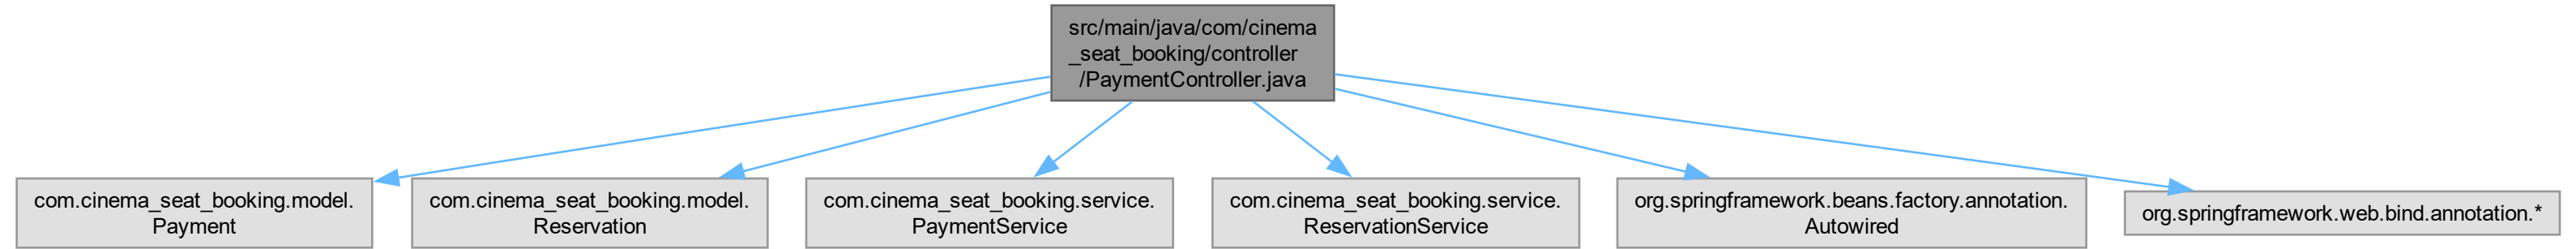 src/main/java/com/cinema
_seat_booking/controller
/PaymentController.java
com.cinema_seat_booking.model.
Payment
com.cinema_seat_booking.model.
Reservation
com.cinema_seat_booking.service.
PaymentService
com.cinema_seat_booking.service.
ReservationService
org.springframework.beans.factory.annotation.
Autowired
org.springframework.web.bind.annotation.*